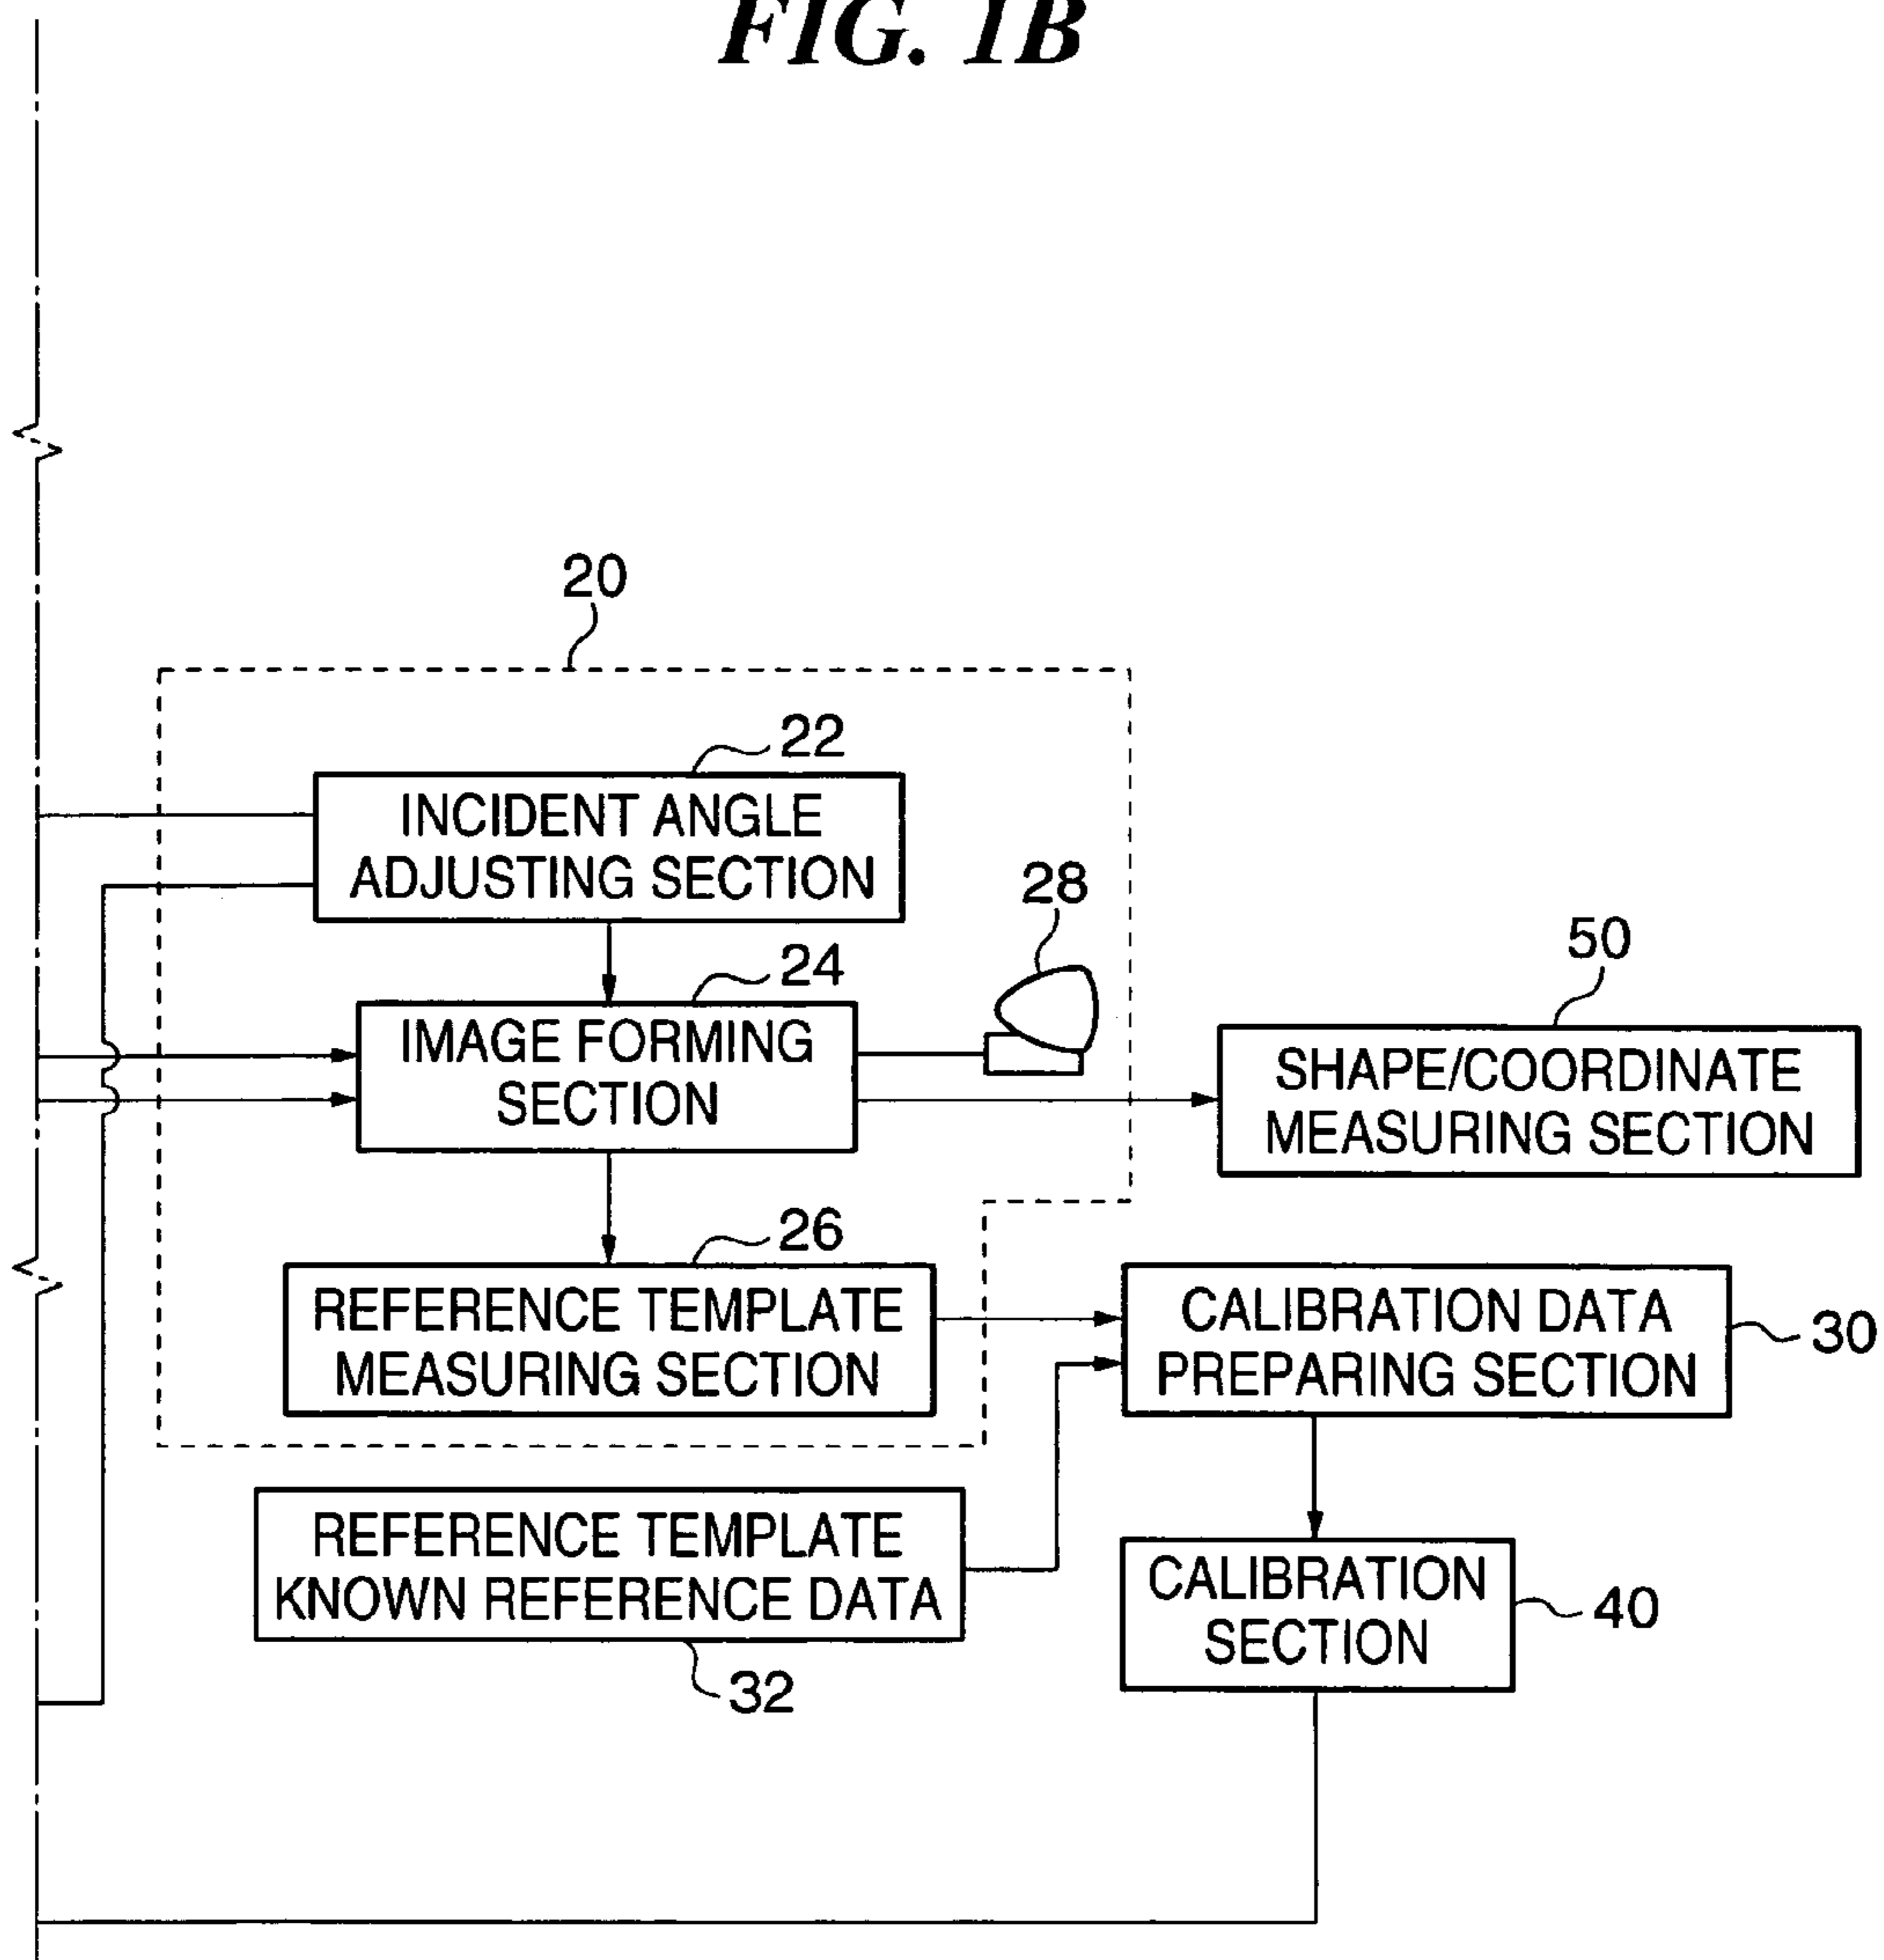 FIG. 1B
20
22
INCIDENT ANGLE
ADJUSTING SECTION
28
24
50
IMAGE FORMING
SECTION
SHAPE/COORDINATE
MEASURING SECTION
26
REFERENCE TEMPLATE
MEASURING SECTION
CALIBRATION DATA
PREPARING SECTION
30
REFERENCE TEMPLATE
KNOWN REFERENCE DATA
32
CALIBRATION
SECTION
40